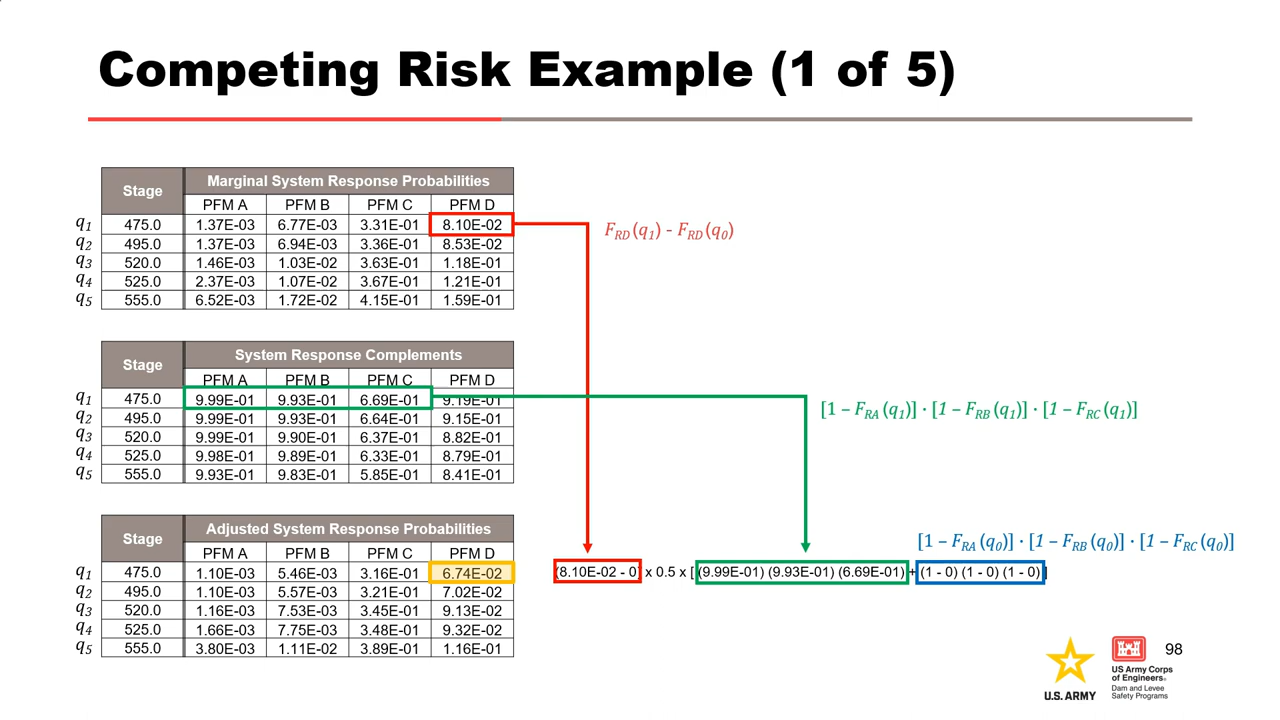 Competing Risk Example (1 of 5)
Stage Marginal System Response Probabilities
PFM A PFM B PFM C PFM D
q1 475.0 1.37E-03 6.77E-03 3.31E-01 8.10E-02
q2 495.0 1.37E-03 6.94E-03 3.36E-01 8.53E-02
q3 520.0 1.46E-03 1.03E-02 3.63E-01 1.18E-01
q4 525.0 2.37E-03 1.07E-02 3.67E-01 1.21E-01
q5 555.0 6.52E-03 1.72E-02 4.15E-01 1.59E-01
FRD(q1) - FRD(q0)
Stage System Response Complements
PFM A PFM B PFM C PFM D
q1 475.0 9.99E-01 9.93E-01 6.69E-01 9.19E-01
q2 495.0 9.99E-01 9.93E-01 6.64E-01 9.15E-01
q3 520.0 9.99E-01 9.90E-01 6.37E-01 8.82E-01
q4 525.0 9.98E-01 9.89E-01 6.33E-01 8.79E-01
q5 555.0 9.93E-01 9.83E-01 5.85E-01 8.41E-01
[1 – FRA(q1)] · [1 – FRB(q1)] · [1 – FRC(q1)]
Stage Adjusted System Response Probabilities
PFM A PFM B PFM C PFM D
q1 475.0 1.10E-03 5.46E-03 3.16E-01 6.74E-02
q2 495.0 1.10E-03 5.57E-03 3.21E-01 7.02E-02
q3 520.0 1.16E-03 7.53E-03 3.45E-01 9.13E-02
q4 525.0 1.66E-03 7.75E-03 3.48E-01 9.32E-02
q5 555.0 3.80E-03 1.11E-02 3.89E-01 1.16E-01
[1 – FRA(q0)] · [1 – FRB(q0)] · [1 – FRC(q0)]
(8.10E-02 - 0) x 0.5 x [ (9.99E-01) (9.93E-01) (6.69E-01) + (1 - 0) (1 - 0) (1 - 0) ]
U.S. ARMY
US Army Corps
of Engineers®
Dam and Levee
Safety Programs
98